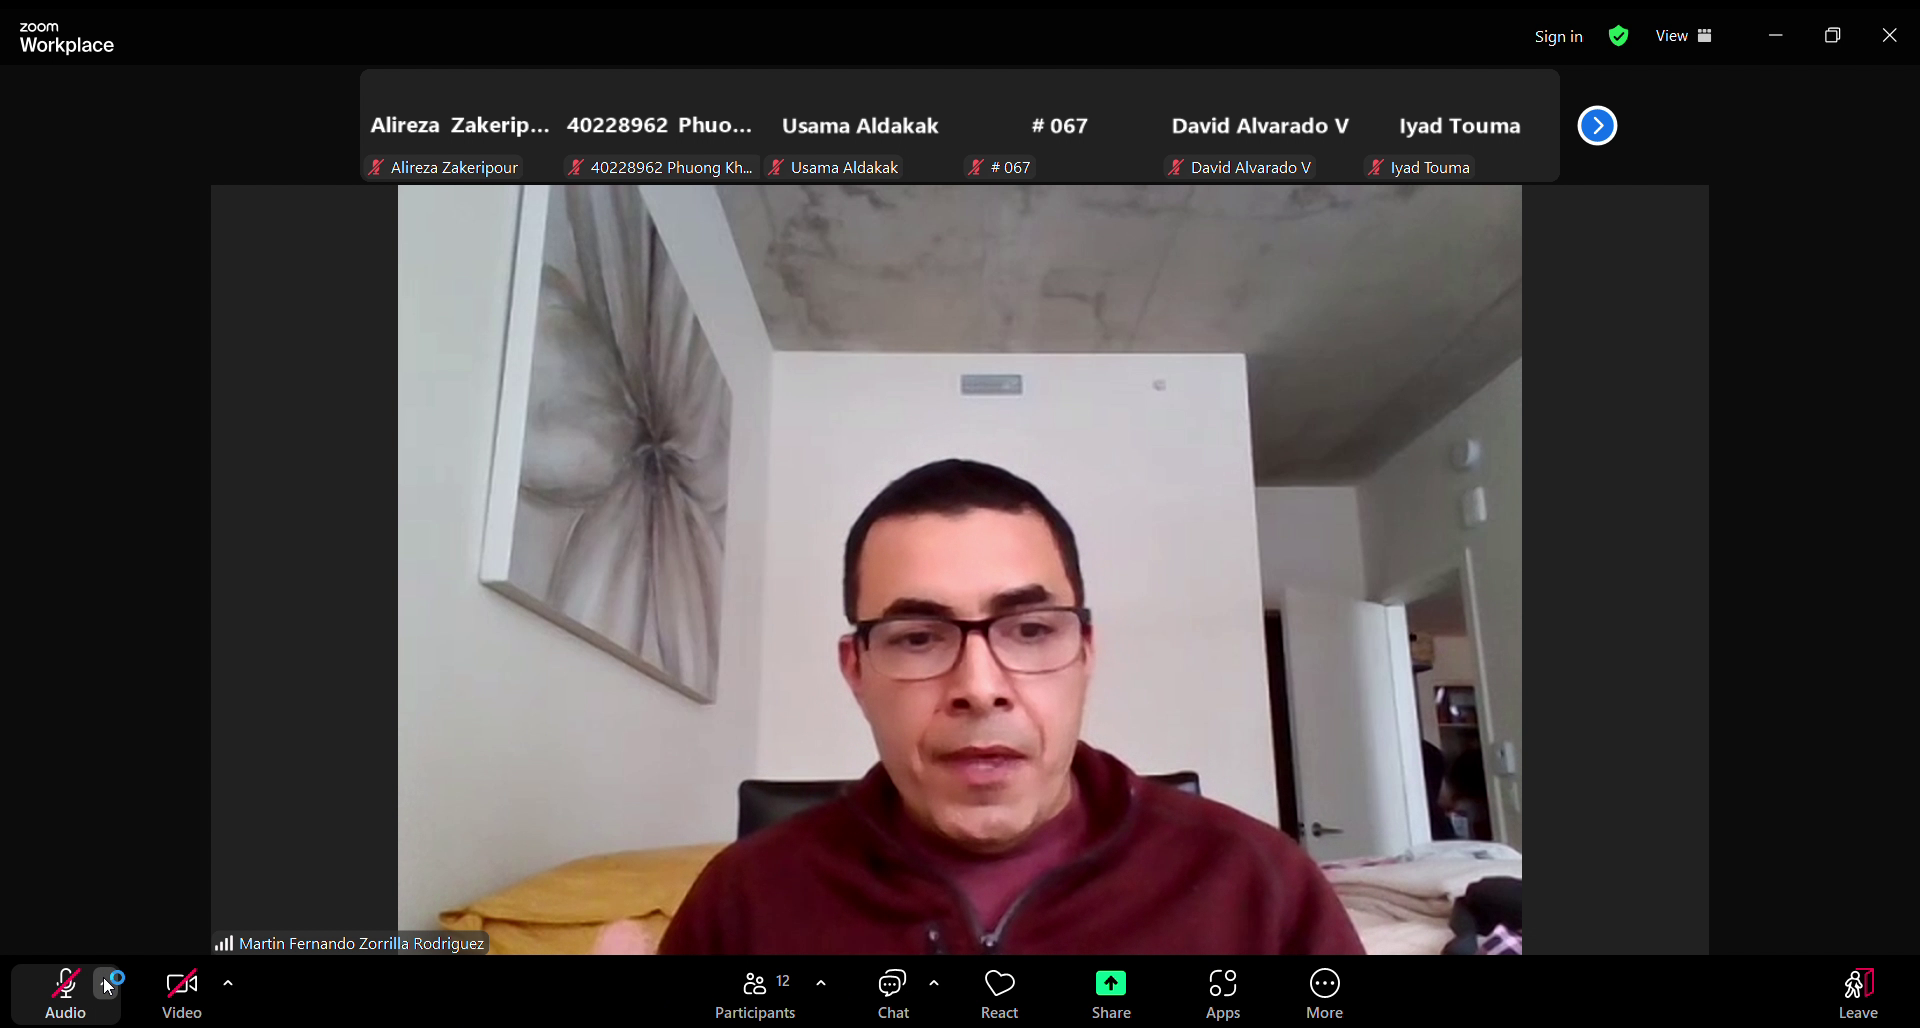 zoom
Workplace
Sign in
View
Alireza Zakerip...
40228962 Phuo...
Usama Aldakak
# 067
David Alvarado V
Iyad Touma
Alireza Zakeripour
40228962 Phuong Kh...
Usama Aldakak
# 067
David Alvarado V
Iyad Touma
Martin Fernando Zorrilla Rodriguez
Audio
Video
12
Participants
Chat
React
Share
Apps
More
Leave